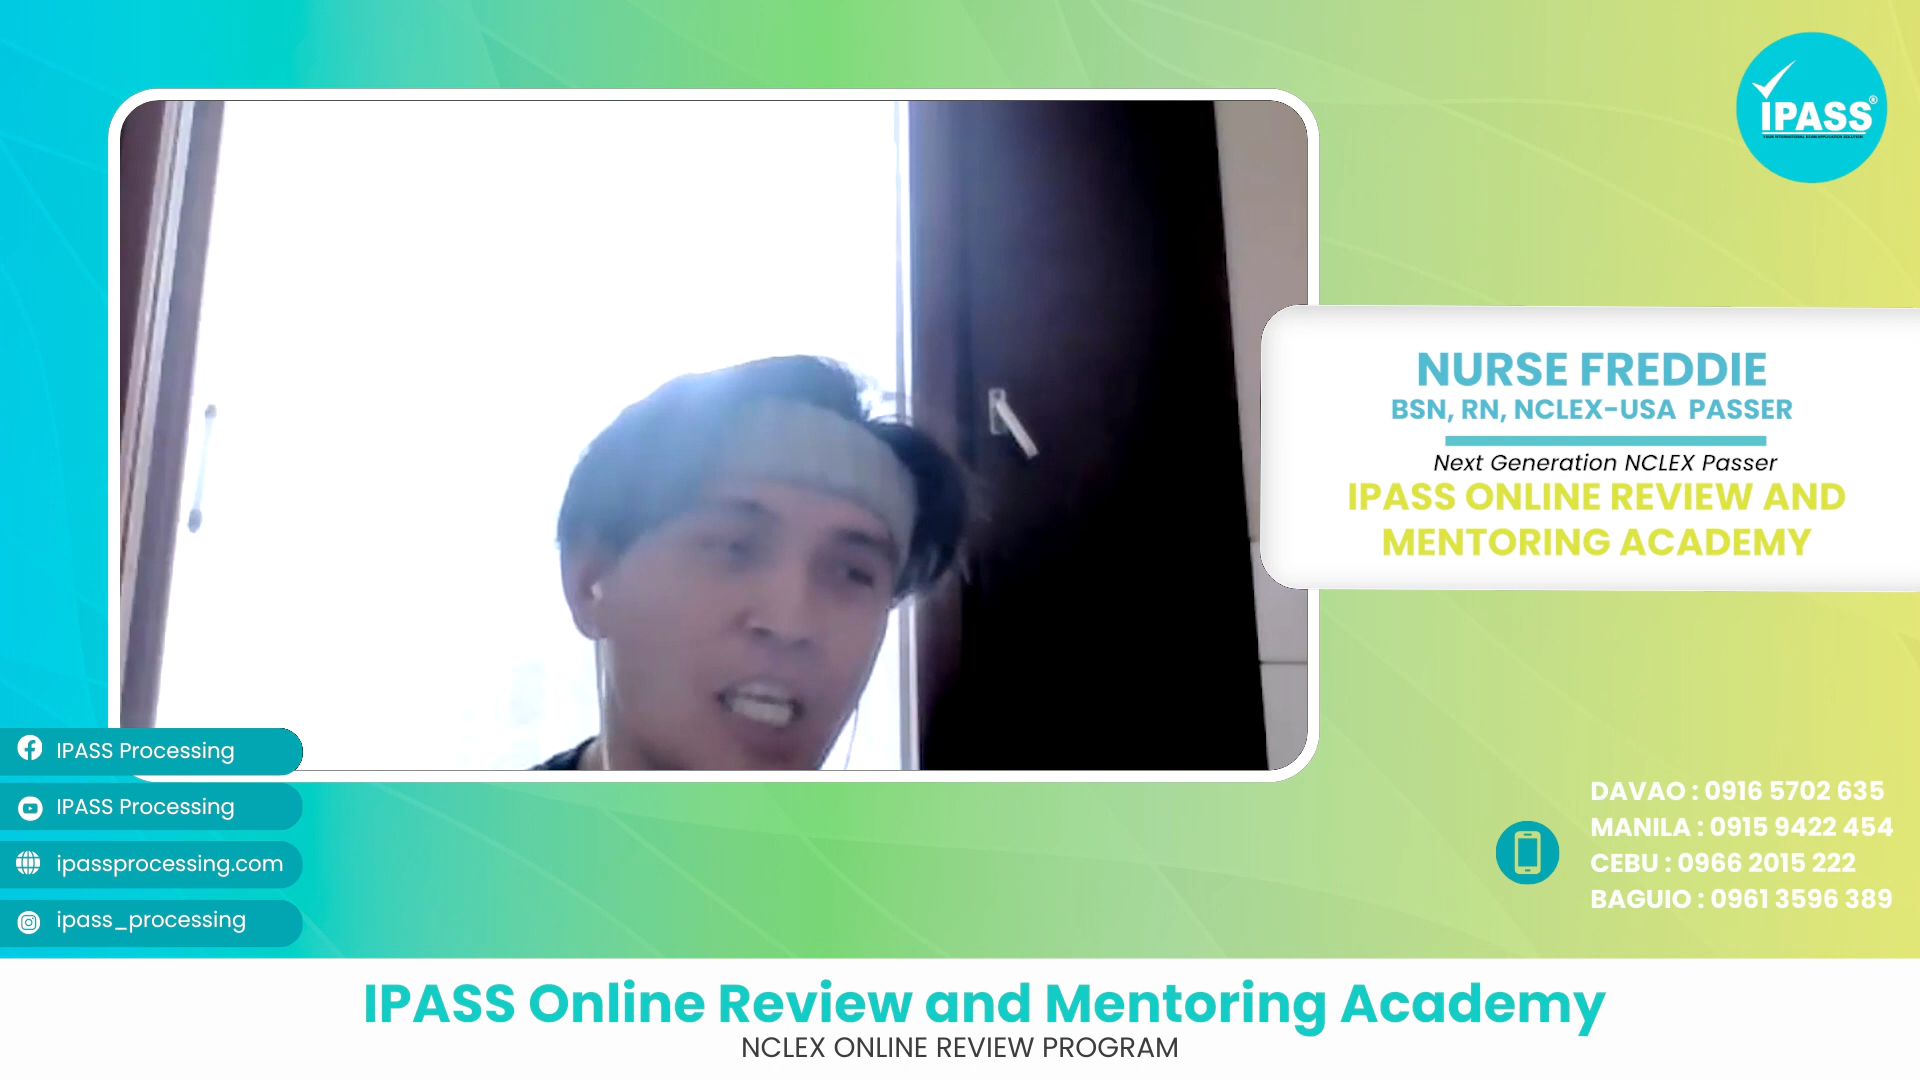 IPASS®
NURSE FREDDIE
BSN, RN, NCLEX-USA PASSER
Next Generation NCLEX Passer
IPASS ONLINE REVIEW AND
MENTORING ACADEMY
IPASS Processing
IPASS Processing
ipassprocessing.com
ipass_processing
DAVAO : 0916 5702 635
MANILA : 0915 9422 454
CEBU : 0966 2015 222
BAGUIO : 0961 3596 389
IPASS Online Review and Mentoring Academy
NCLEX ONLINE REVIEW PROGRAM